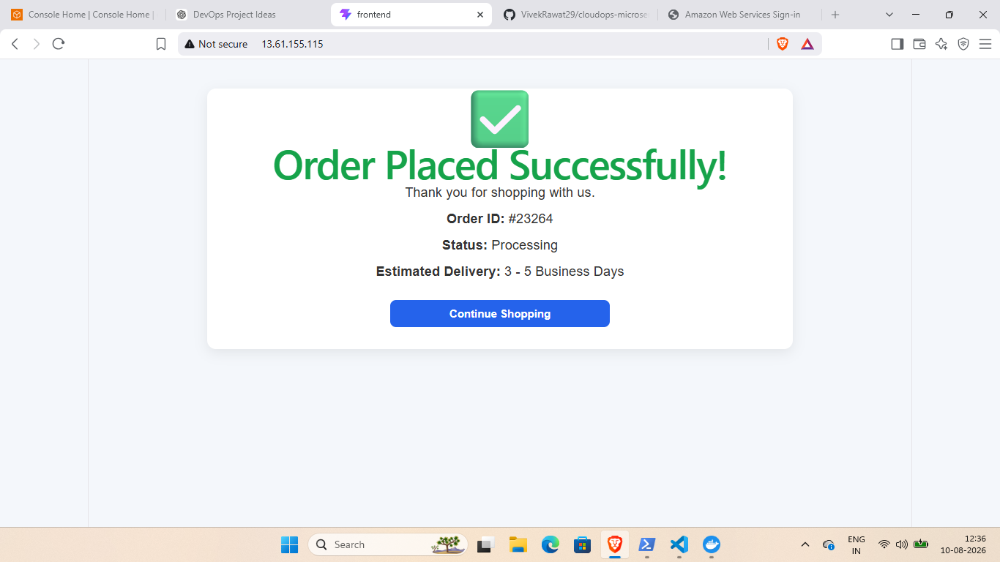 Console Home | Console Home |
DevOps Project Ideas
frontend
VivekRawat29/cloudops-microse
Amazon Web Services Sign-in
Not secure
13.61.155.115
Order Placed Successfully!
Thank you for shopping with us.
Order ID: #23264
Status: Processing
Estimated Delivery: 3 - 5 Business Days
Continue Shopping
Search
ENG
IN
12:36
10-08-2026